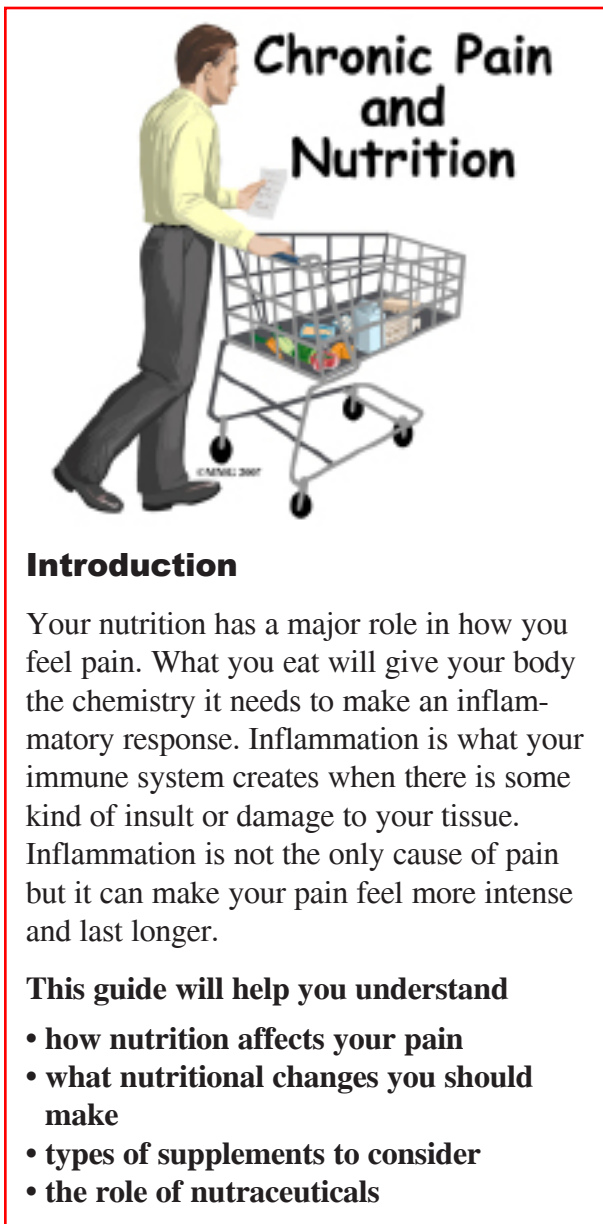 Chronic Pain
and
Nutrition
©MMG 2007
Introduction
Your nutrition has a major role in how you
feel pain. What you eat will give your body
the chemistry it needs to make an inflam-
matory response. Inflammation is what your
immune system creates when there is some
kind of insult or damage to your tissue.
Inflammation is not the only cause of pain
but it can make your pain feel more intense
and last longer.
This guide will help you understand
• how nutrition affects your pain
• what nutritional changes you should
make
• types of supplements to consider
• the role of nutraceuticals